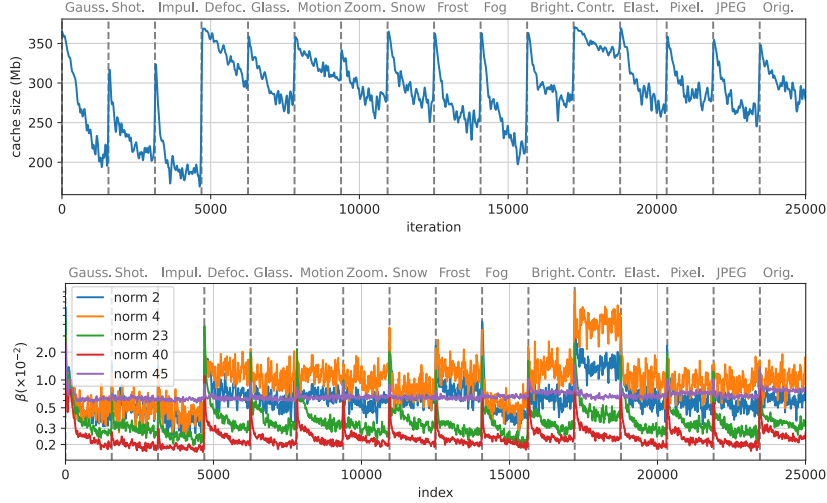 Gauss. Shot. Impul. Defoc. Glass. Motion Zoom. Snow Frost Fog Bright. Contr. Elast. Pixel. JPEG Orig.
350
300
250
200
cache size (Mb)
0 5000 10000 15000 20000 25000
iteration
Gauss. Shot. Impul. Defoc. Glass. Motion Zoom. Snow Frost Fog Bright. Contr. Elast. Pixel. JPEG Orig.
norm 2
norm 4
norm 23
norm 40
norm 45
2.0
1.0
0.5
0.3
0.2
β(×10⁻²)
0 5000 10000 15000 20000 25000
index